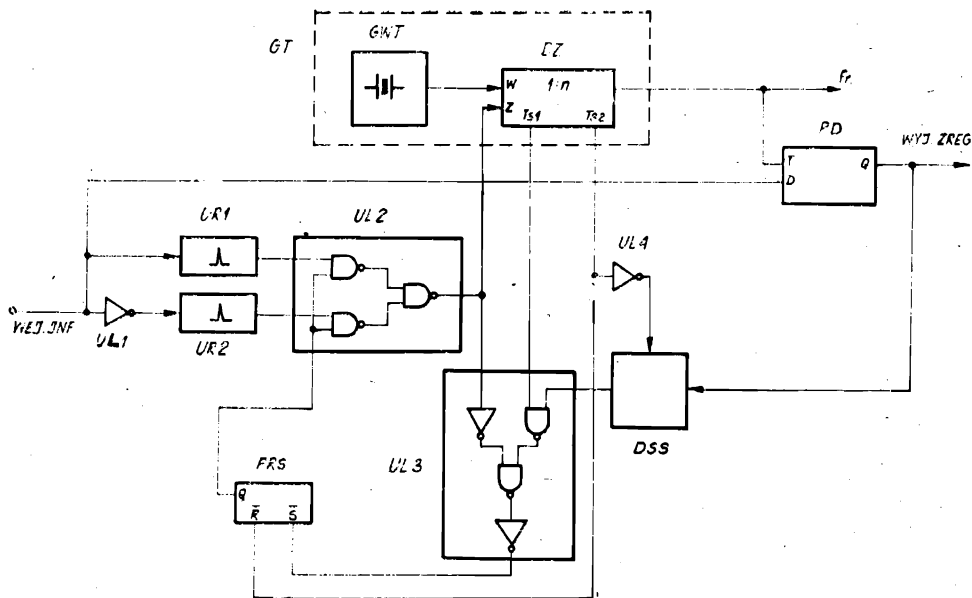 GWT
GT
DZ
W
1:n
Z
TS1
TS2
Fr.
PD
T
Q
D
WYJ. ZREG
UR1
UL2
UL4
WEJ. INF
UL1
UR2
DSS
UL3
PRS
Q
R̅
S̅